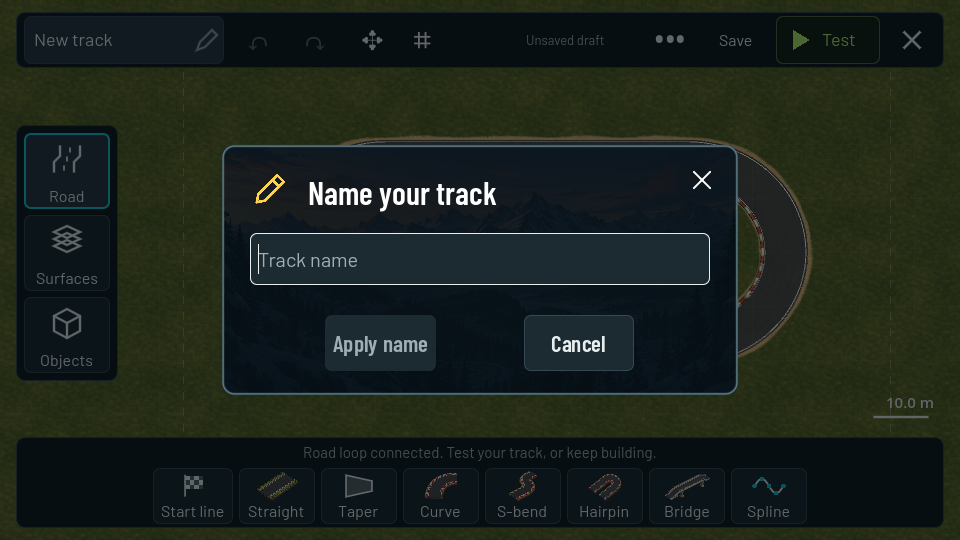 New track
Unsaved draft
Save
Test
Road
Surfaces
Objects
Name your track
Track name
Apply name
Cancel
10.0 m
Road loop connected. Test your track, or keep building.
Start line
Straight
Taper
Curve
S-bend
Hairpin
Bridge
Spline